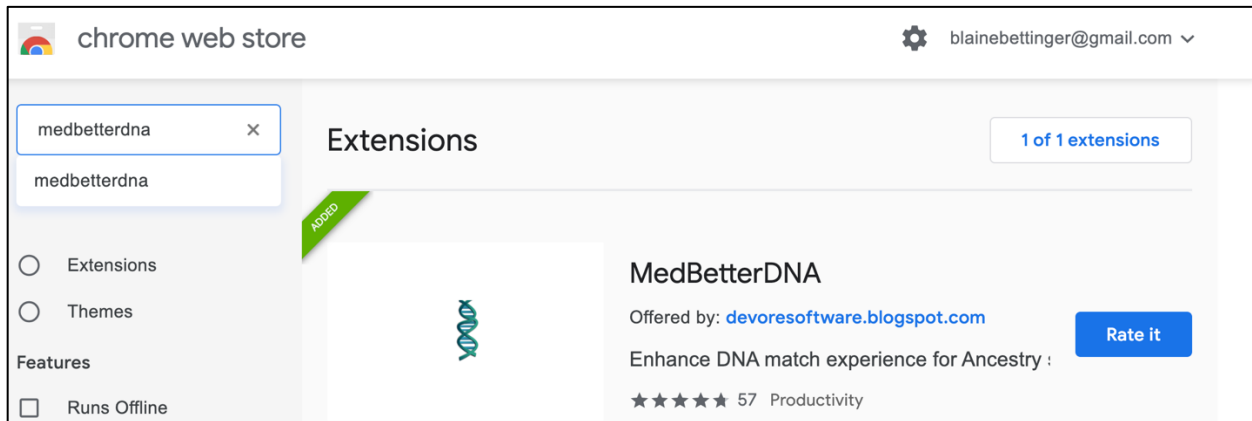 chrome web store
blainebettinger@gmail.com
medbetterdna
medbetterdna
Extensions
Themes
Features
Runs Offline
Extensions
1 of 1 extensions
ADDED
MedBetterDNA
Offered by: devoresoftware.blogspot.com
Rate it
Enhance DNA match experience for Ancestry
57 Productivity